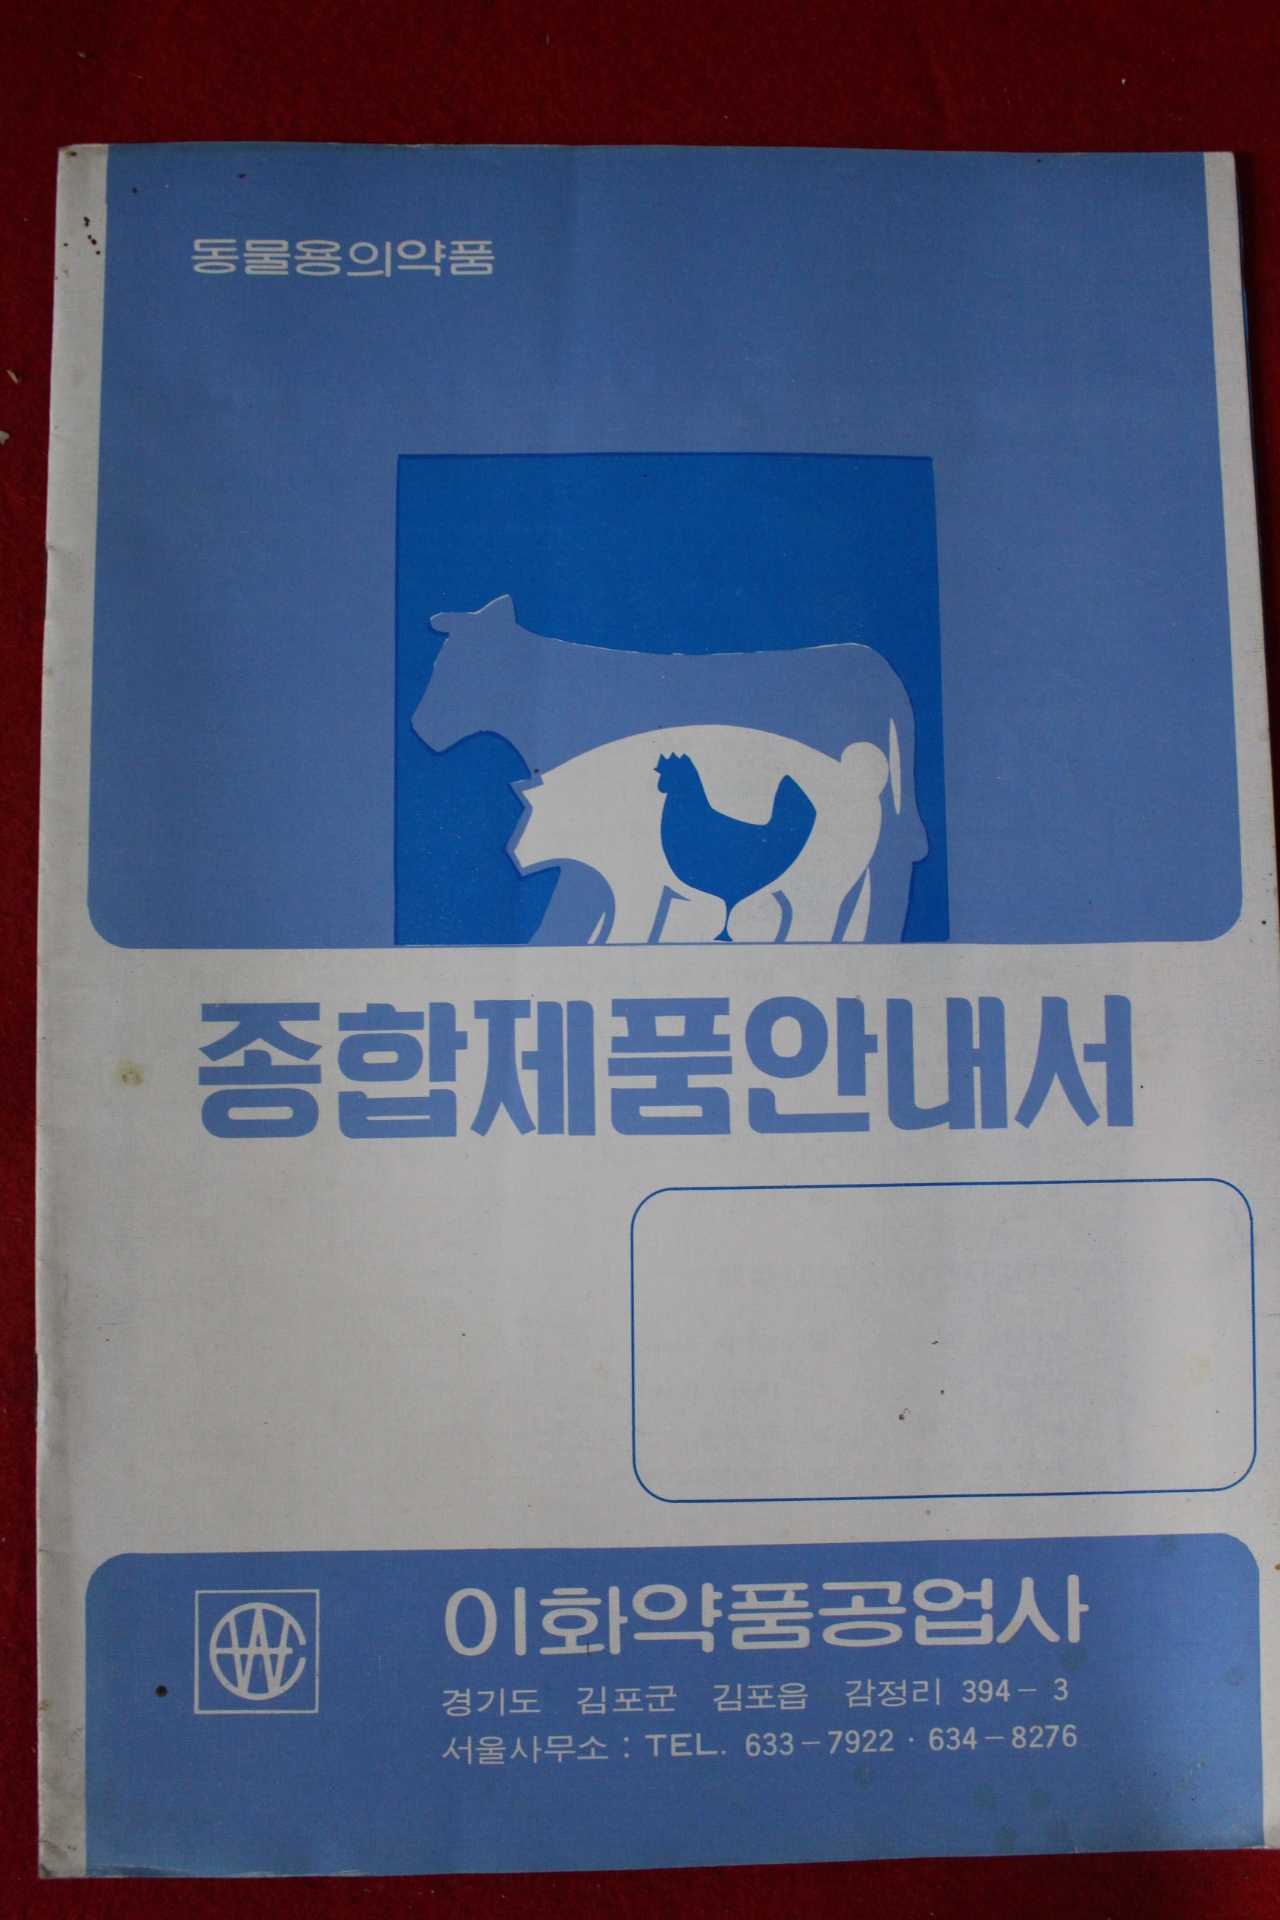 동물용의약품
종합제품안내서
이화약품공업사
경기도 김포군 김포읍 감정리 394-3
서울사무소 : TEL. 633-7922 · 634-8276